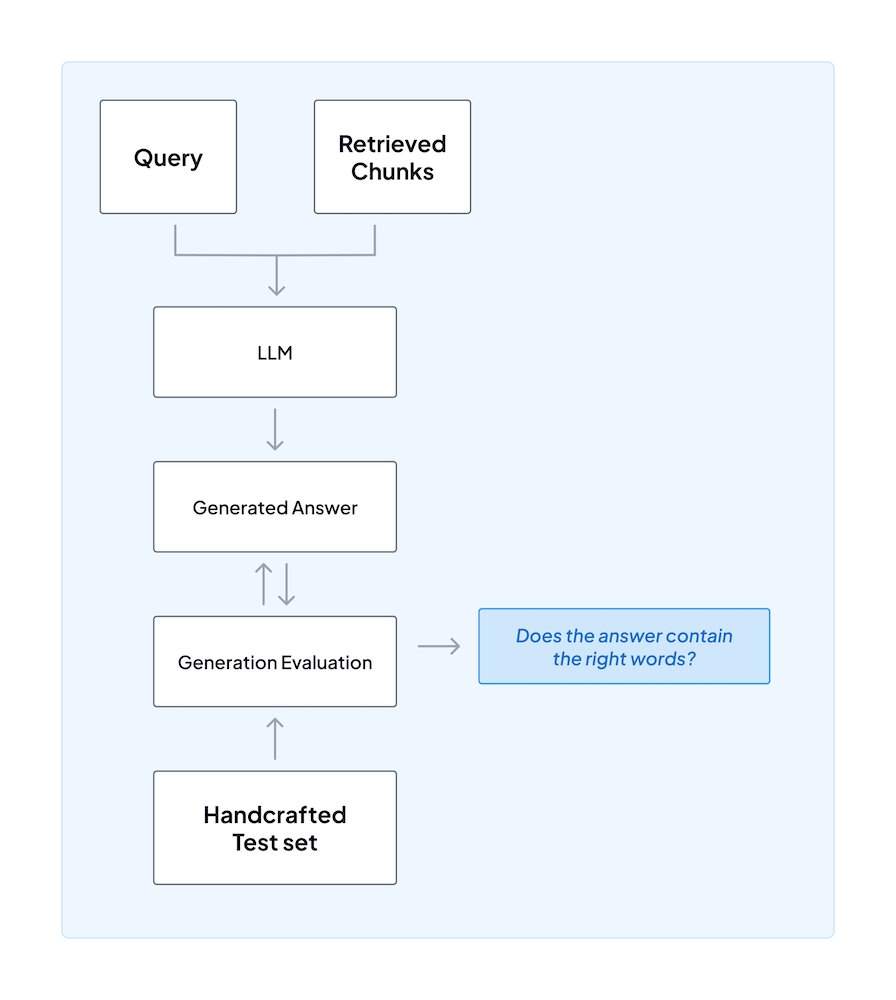 Query
Retrieved
Chunks
LLM
Generated Answer
Generation Evaluation
Does the answer contain
the right words?
Handcrafted
Test set